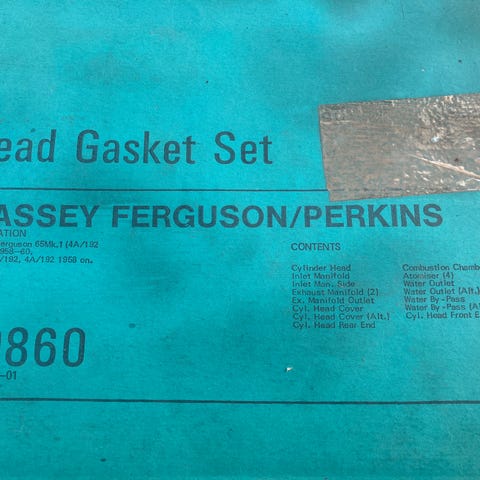 ead Gasket Set
ASSEY FERGUSON/PERKINS
ATION
erguson 65Mk.1 (4A/192
958-60.
/192, 4A/192 1958 on.
CONTENTS
Cylinder Head
Inlet Manifold
Inlet Man. Side
Exhaust Manifold (2)
Ex. Manifold Outlet
Cyl. Head Cover
Cyl. Head Cover (Alt.)
Cyl. Head Rear End
Combustion Chamb
Atomiser (4)
Water Outlet
Water Outlet (Alt.)
Water By-Pass
Water By-Pass (A
Cyl. Head Front E
860
-01